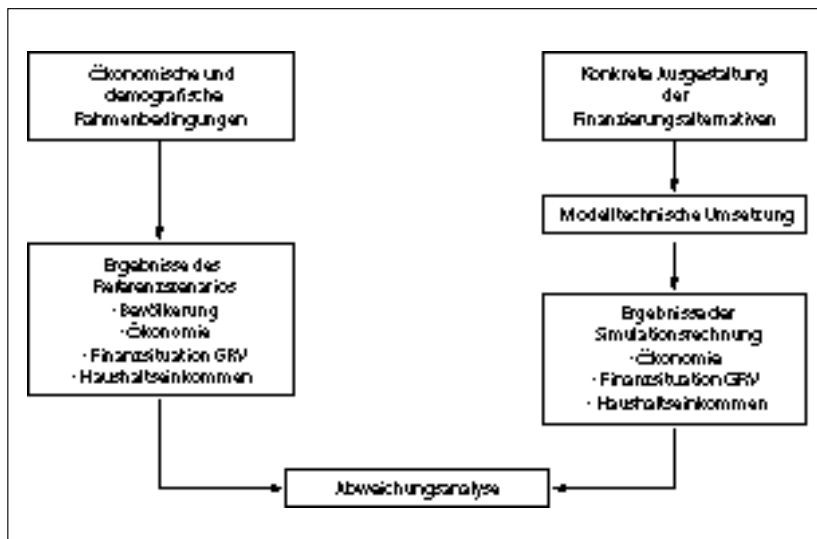 Ökonomische und
demografische
Rahmenbedingungen
Ergebnisse des
Referenzszenarios
· Bevölkerung
· Ökonomie
· Finanzsituation GRV
· Haushaltseinkommen
Konkrete Ausgestaltung
der
Finanzierungsalternativen
Modelltechnische Umsetzung
Ergebnisse der
Simulationsrechnung
· Ökonomie
· Finanzsituation GRV
· Haushaltseinkommen
Abweichungsanalyse